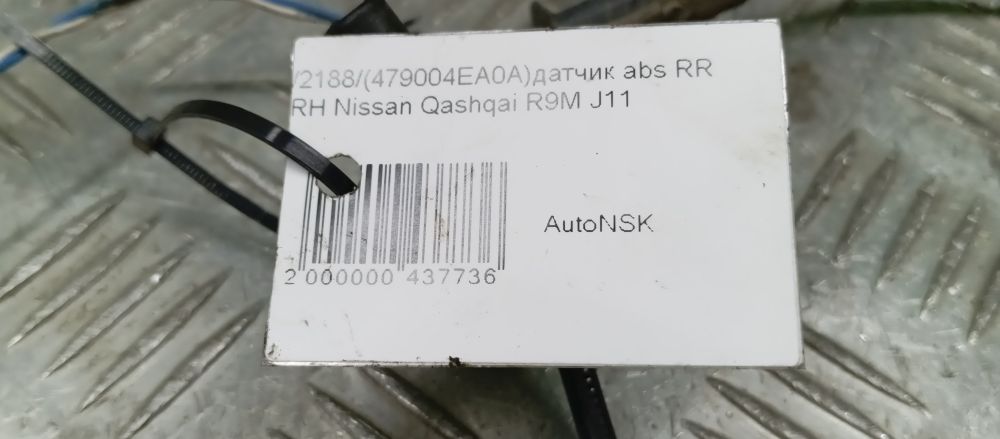 /2188/(479004EA0A)датчик abs RR
RH Nissan Qashqai R9M J11
AutoNSK
2 000000 437736